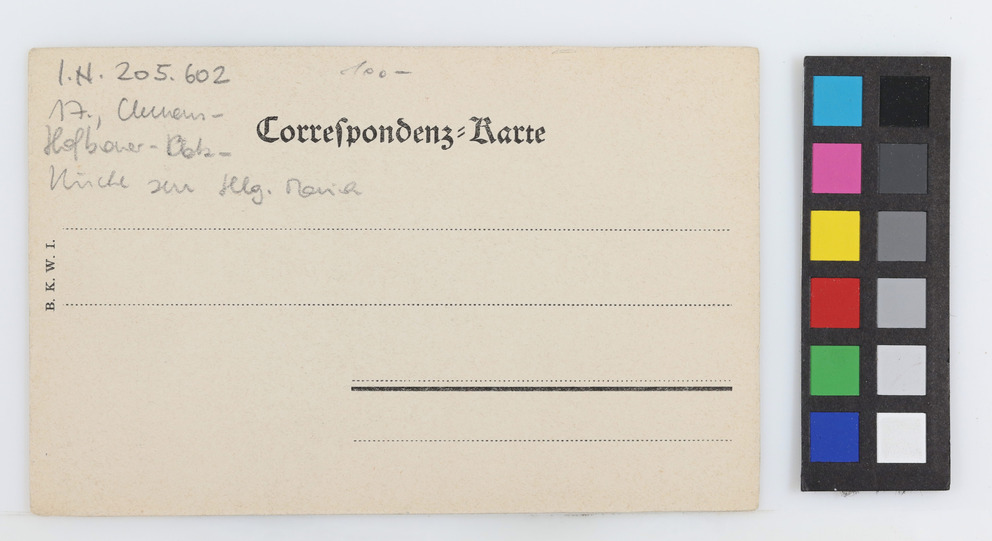 I.N. 205.602
100-
17., Clemens-
Hofbauer-Platz-
Kirche zur Hlg. Maria
Correspondenz-Karte
B. K. W. I.